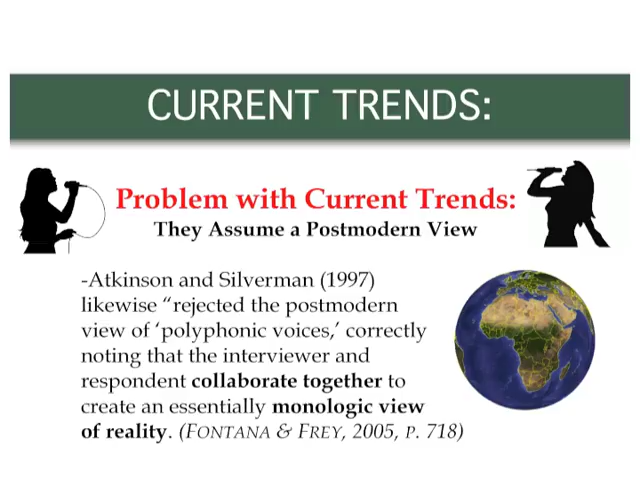 CURRENT TRENDS:
Problem with Current Trends:
They Assume a Postmodern View
-Atkinson and Silverman (1997)
likewise “rejected the postmodern
view of ‘polyphonic voices,’ correctly
noting that the interviewer and
respondent collaborate together to
create an essentially monologic view
of reality. (FONTANA & FREY, 2005, P. 718)